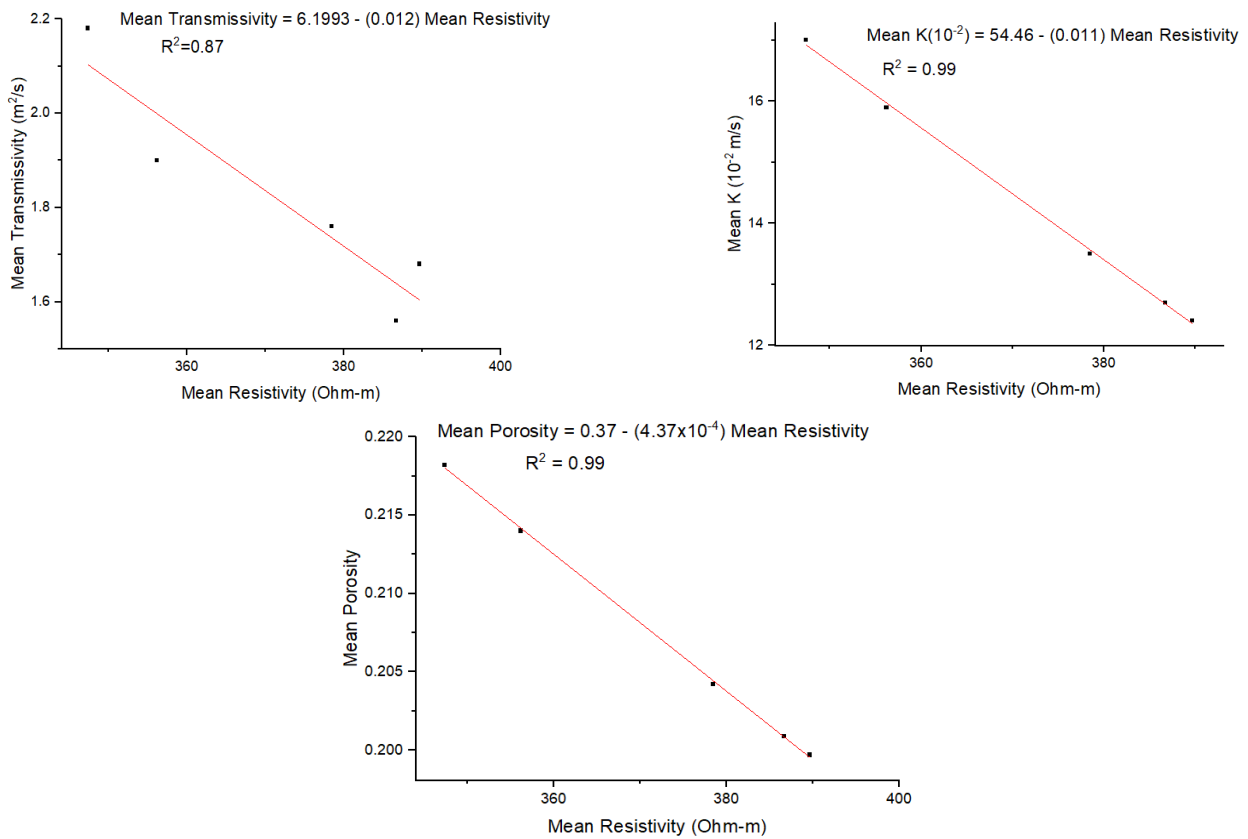 Mean Transmissivity = 6.1993 - (0.012) Mean Resistivity
R²=0.87
2.2
2.0
1.8
1.6
Mean Transmissivity (m²/s)
360
380
400
Mean Resistivity (Ohm-m)
Mean K(10⁻²) = 54.46 - (0.011) Mean Resistivity
R² = 0.99
16
14
12
Mean K (10⁻² m/s)
360
380
Mean Resistivity (Ohm-m)
Mean Porosity = 0.37 - (4.37x10⁻⁴) Mean Resistivity
R² = 0.99
0.220
0.215
0.210
0.205
0.200
Mean Porosity
360
380
400
Mean Resistivity (Ohm-m)